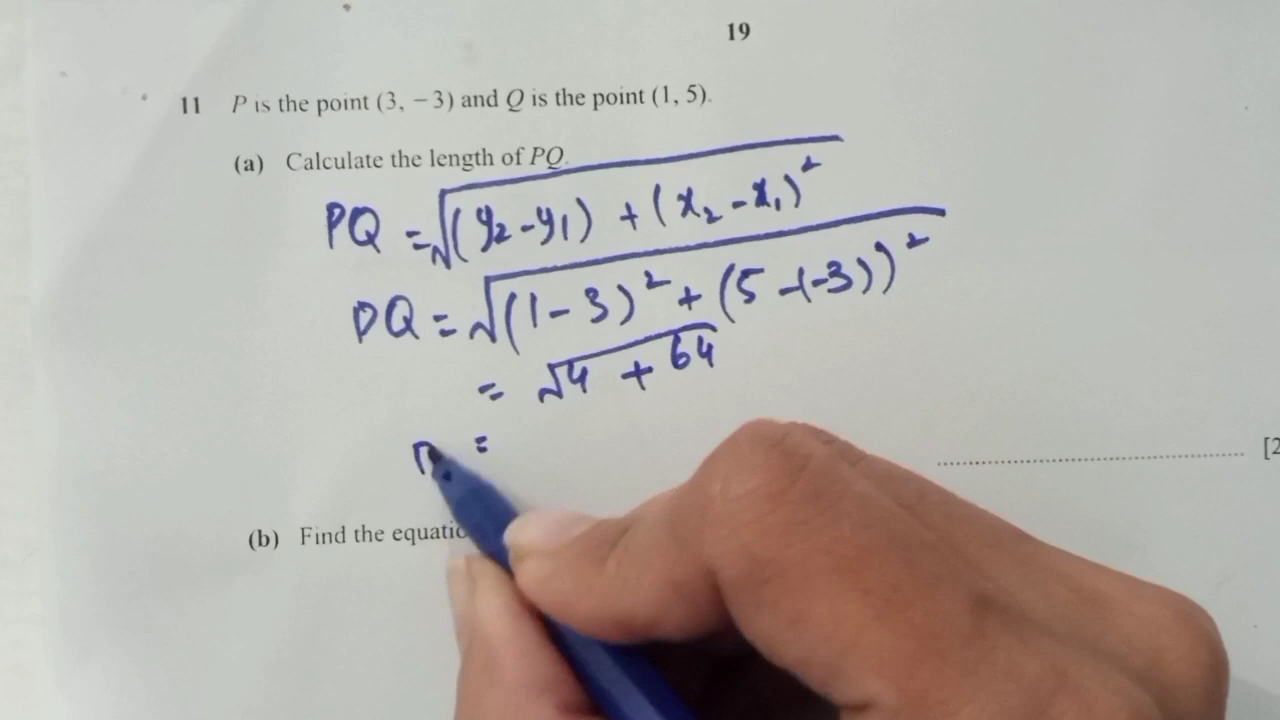 19
11 P is the point (3, −3) and Q is the point (1, 5).
(a) Calculate the length of PQ.
PQ = √(y₂-y₁) + (x₂-x₁)²
PQ = √(1-3)² + (5-(-3))²
= √4 + 64
=
[2
(b) Find the